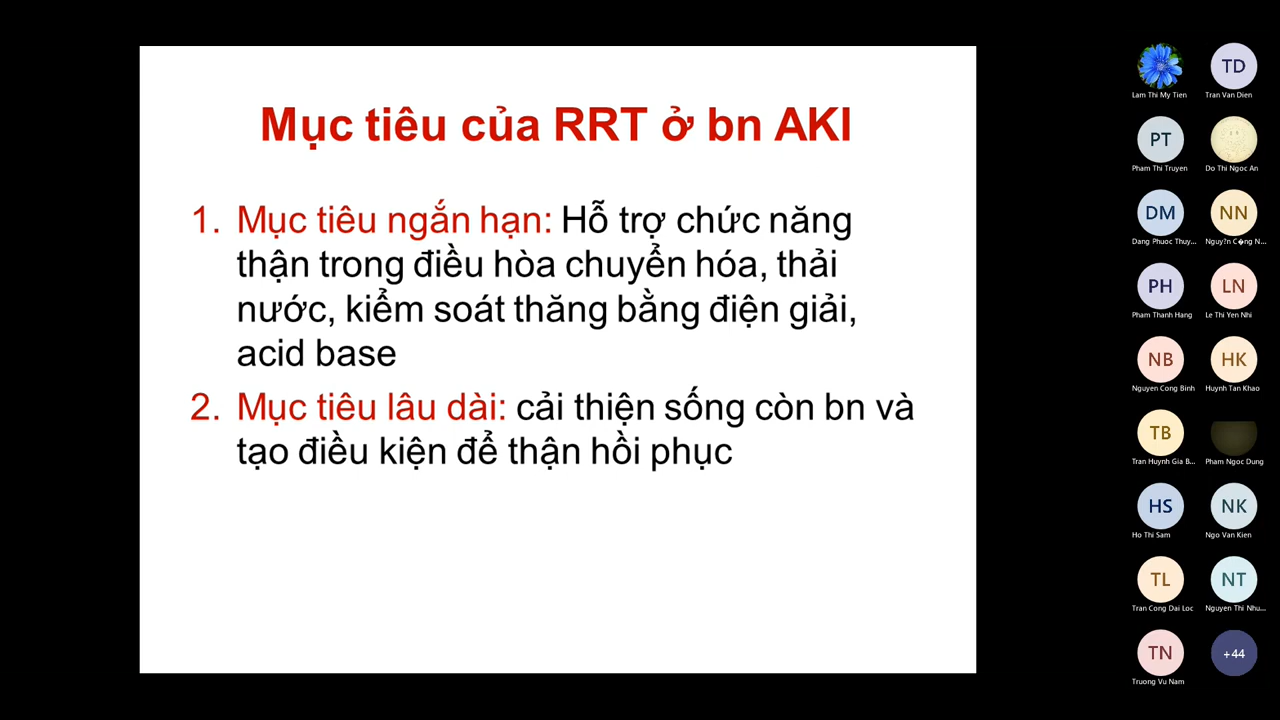 Mục tiêu của RRT ở bn AKI
1. Mục tiêu ngắn hạn: Hỗ trợ chức năng
thận trong điều hòa chuyển hóa, thải
nước, kiểm soát thăng bằng điện giải,
acid base
2. Mục tiêu lâu dài: cải thiện sống còn bn và
tạo điều kiện để thận hồi phục
TD
Lam Thi My Tien
Tran Van Dien
PT
Pham Thi Truyen
Do Thi Ngoc An
DM
NN
Dang Phuoc Thuy...
Nguy?n C�ng N...
PH
LN
Pham Thanh Hang
Le Thi Yen Nhi
NB
HK
Nguyen Cong Binh
Huynh Tan Khao
TB
Tran Huynh Gia B...
Pham Ngoc Dung
HS
NK
Ho Thi Sam
Ngo Van Kien
TL
NT
Tran Cong Dai Loc
Nguyen Thi Nhu...
TN
+44
Truong Vu Nam